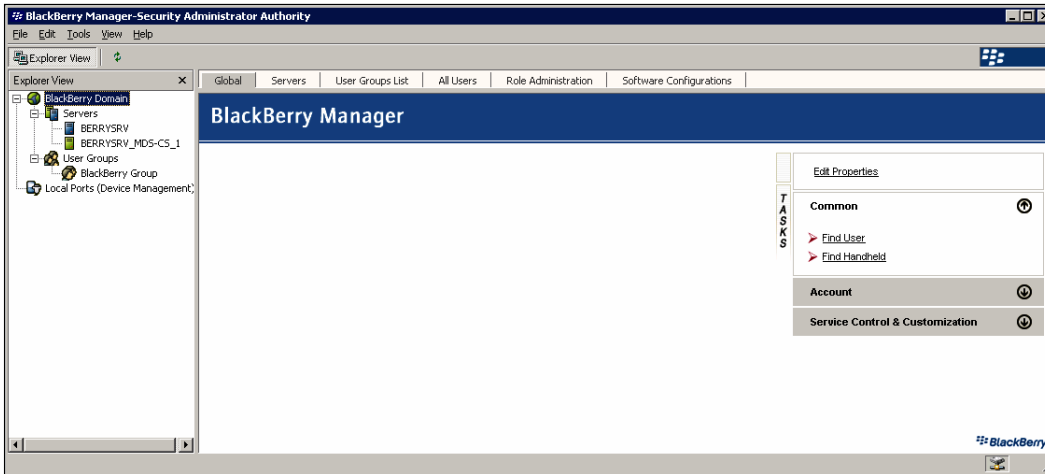 BlackBerry Manager-Security Administrator Authority
File Edit Tools View Help
Explorer View
Explorer View
Global Servers User Groups List All Users Role Administration Software Configurations
BlackBerry Domain
Servers
BERRYSRV
BERRYSRV_MDS-CS_1
User Groups
BlackBerry Group
Local Ports (Device Management)
BlackBerry Manager
TASKS
Edit Properties
Common
Find User
Find Handheld
Account
Service Control & Customization
BlackBerry